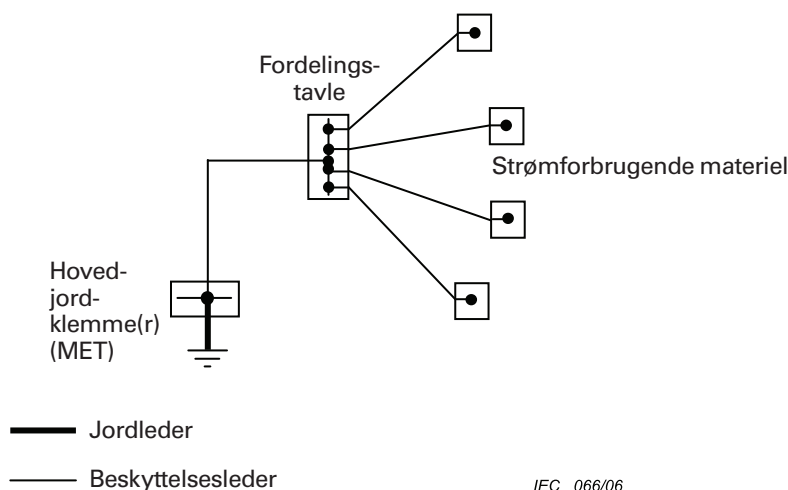 Fordelings-
tavle
Strømforbrugende materiel
Hoved-
jord-
klemme(r)
(MET)
Jordleder
Beskyttelsesleder
IEC 066/06